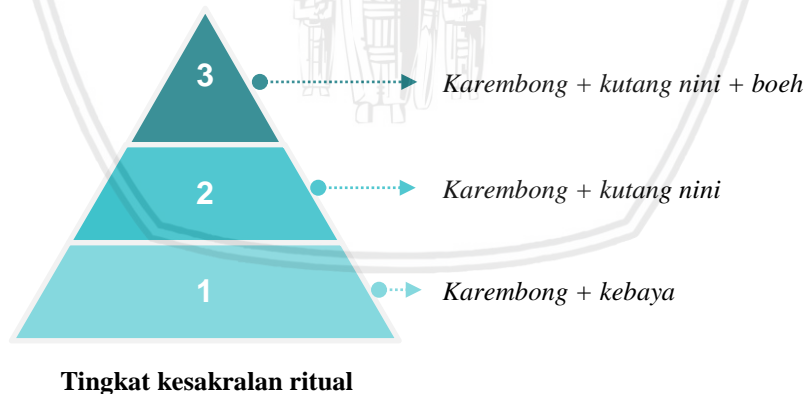 3
Karembong + kutang nini + boeh
2
Karembong + kutang nini
1
Karembong + kebaya
Tingkat kesakralan ritual